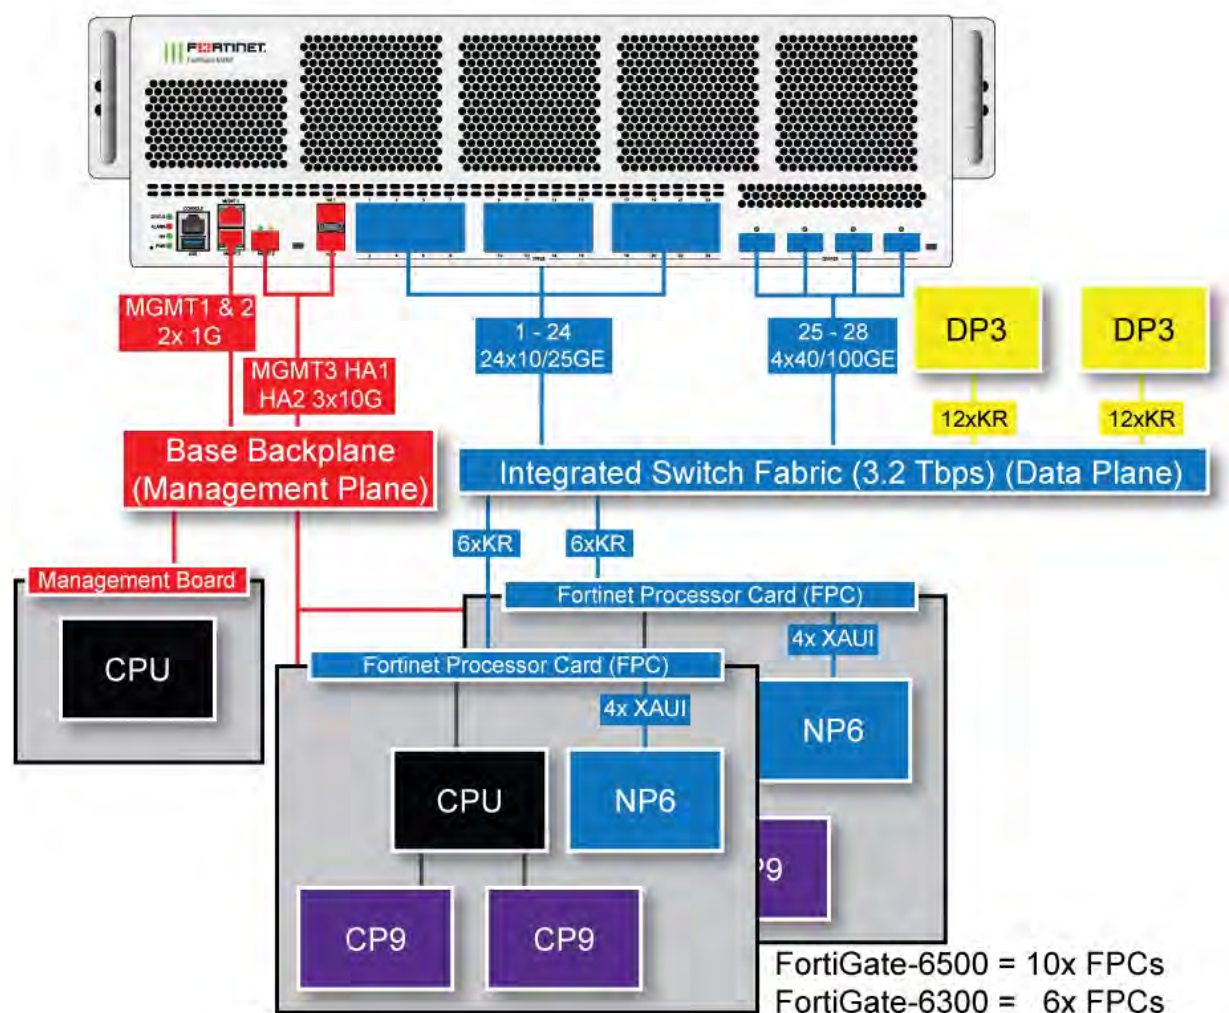 FORTINET
CONSOLE
MGMT1 & 2
2x 1G
MGMT3 HA1
HA2 3x10G
1 - 24
24x10/25GE
25 - 28
4x40/100GE
DP3
DP3
12xKR
12xKR
Base Backplane
(Management Plane)
Integrated Switch Fabric (3.2 Tbps) (Data Plane)
6xKR
6xKR
Management Board
CPU
Fortinet Processor Card (FPC)
4x XAUI
NP6
Fortinet Processor Card (FPC)
4x XAUI
CPU
NP6
CP9
CP9
P9
FortiGate-6500 = 10x FPCs
FortiGate-6300 = 6x FPCs